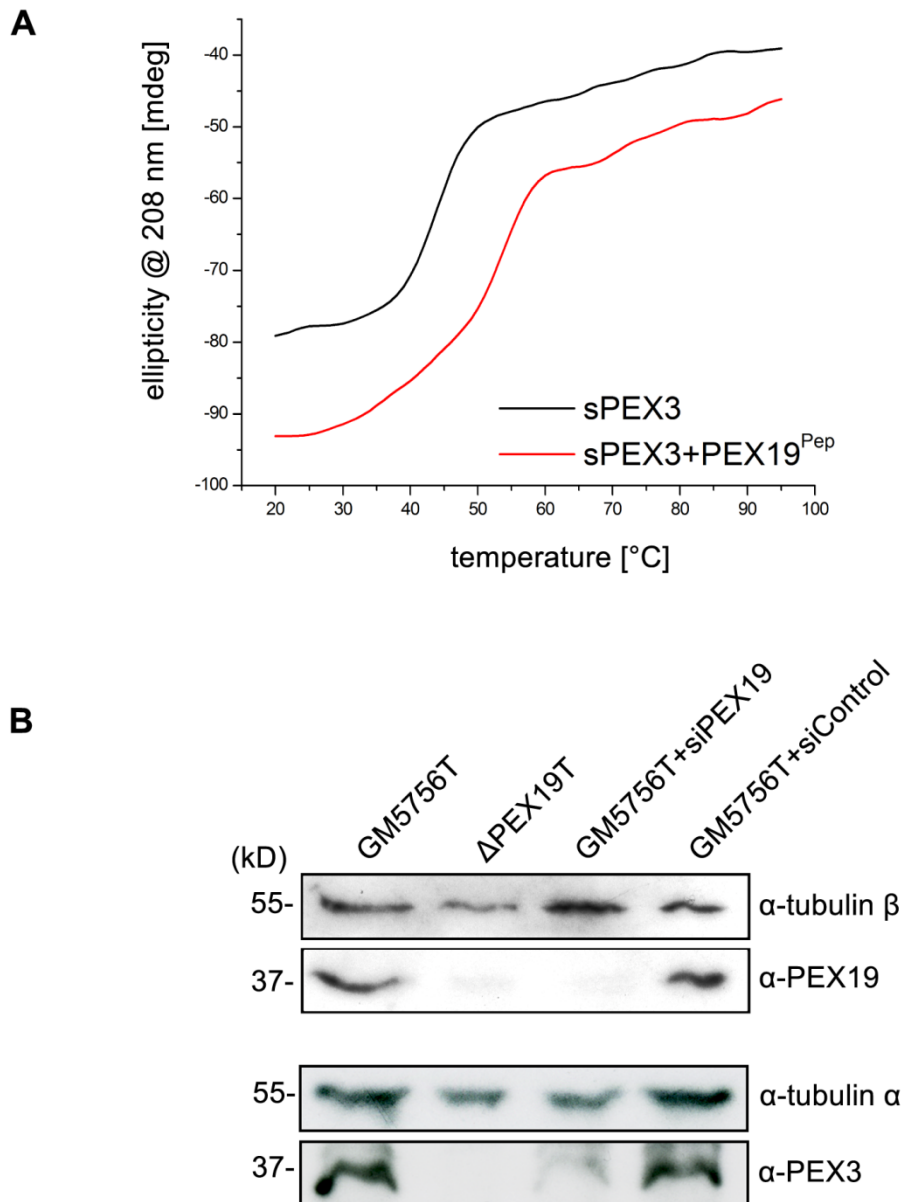 A
ellipticity @ 208 nm [mdeg]
-40
-50
-60
-70
-80
-90
-100
sPEX3
sPEX3+PEX19Pep
20 30 40 50 60 70 80 90 100
temperature [°C]
B
GM5756T
ΔPEX19T
GM5756T+siPEX19
GM5756T+siControl
(kD)
55- α-tubulin β
37- α-PEX19
55- α-tubulin α
37- α-PEX3